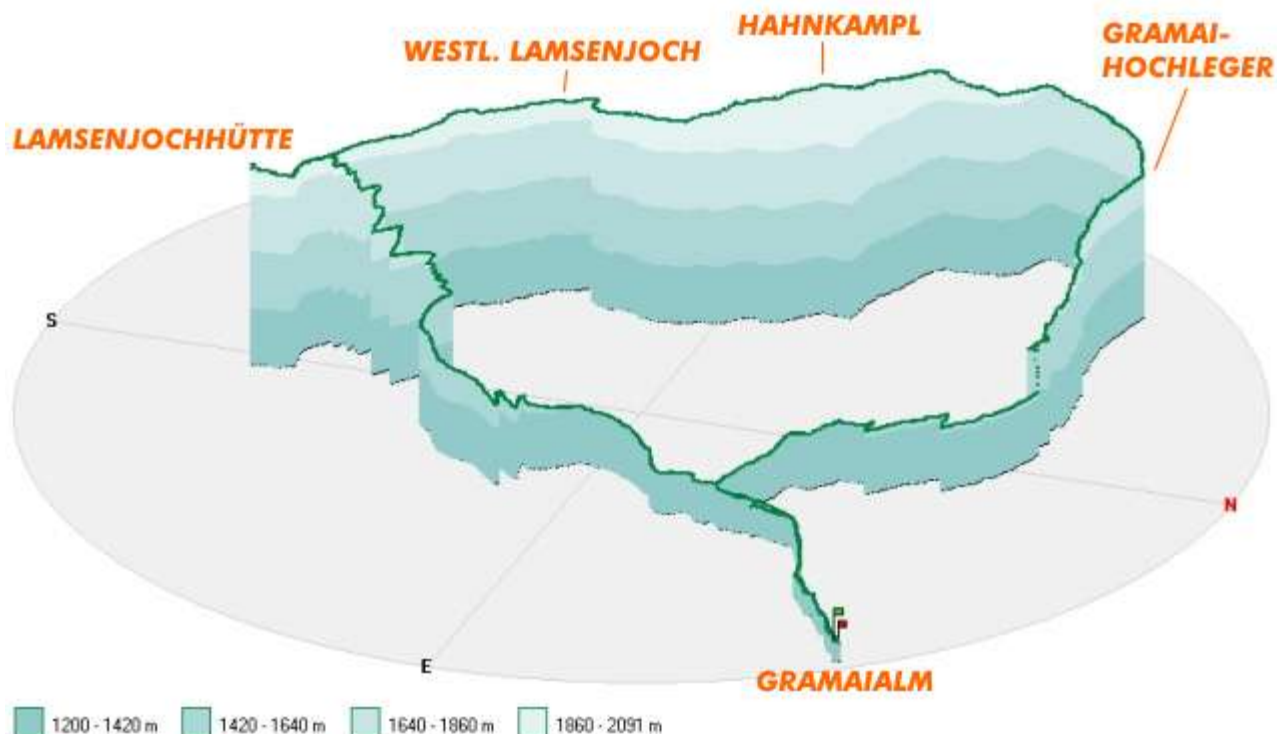 HAHNKAMPL
WESTL. LAMSENJOCH
GRAMAI-
HOCHLEGER
LAMSENJOCHHÜTTE
S
N
E
GRAMAIALM
1200 - 1420 m
1420 - 1640 m
1640 - 1860 m
1860 - 2091 m